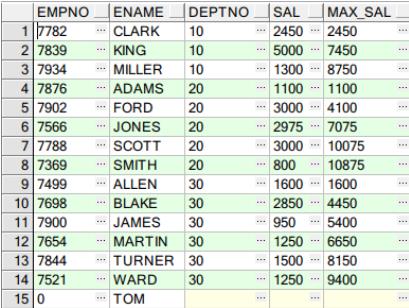 EMPNO ENAME DEPTNO SAL MAX_SAL
1 7782 ... CLARK 10 ... 2450 ... 2450 ...
2 7839 ... KING 10 ... 5000 ... 7450 ...
3 7934 ... MILLER 10 ... 1300 ... 8750 ...
4 7876 ... ADAMS 20 ... 1100 ... 1100 ...
5 7902 ... FORD 20 ... 3000 ... 4100 ...
6 7566 ... JONES 20 ... 2975 ... 7075 ...
7 7788 ... SCOTT 20 ... 3000 ... 10075 ...
8 7369 ... SMITH 20 ... 800 ... 10875 ...
9 7499 ... ALLEN 30 ... 1600 ... 1600 ...
10 7698 ... BLAKE 30 ... 2850 ... 4450 ...
11 7900 ... JAMES 30 ... 950 ... 5400 ...
12 7654 ... MARTIN 30 ... 1250 ... 6650 ...
13 7844 ... TURNER 30 ... 1500 ... 8150 ...
14 7521 ... WARD 30 ... 1250 ... 9400 ...
15 0 ... TOM ... ... ...